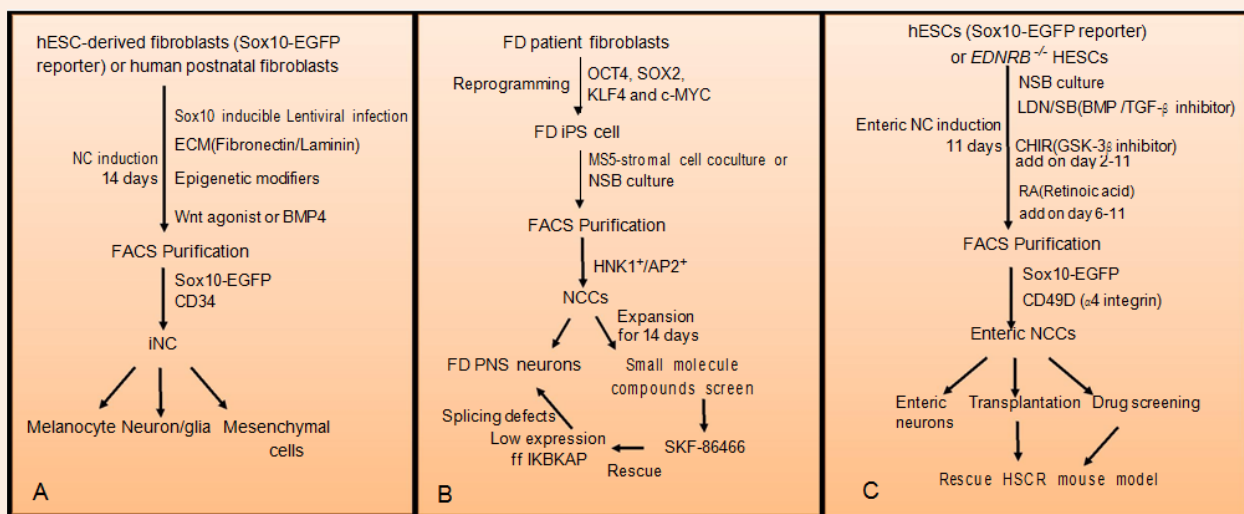 hESC-derived fibroblasts (Sox10-EGFP
reporter) or human postnatal fibroblasts
Sox10 inducible Lentiviral infection
ECM(Fibronectin/Laminin)
NC induction
14 days
Epigenetic modifiers
Wnt agonist or BMP4
FACS Purification
Sox10-EGFP
CD34
iNC
Melanocyte
Neuron/glia
Mesenchymal
cells
A
FD patient fibroblasts
Reprogramming
OCT4, SOX2,
KLF4 and c-MYC
FD iPS cell
MS5-stromal cell coculture or
NSB culture
FACS Purification
HNK1+/AP2+
NCCs
Expansion
for 14 days
FD PNS neurons
Small molecule
compounds screen
Splicing defects
Low expression
ff IKBKAP
Rescue
SKF-86466
B
hESCs (Sox10-EGFP reporter)
or EDNRB -/- HESCs
NSB culture
LDN/SB(BMP /TGF-β inhibitor)
Enteric NC induction
11 days
CHIR(GSK-3β inhibitor)
add on day 2-11
RA(Retinoic acid)
add on day 6-11
FACS Purification
Sox10-EGFP
CD49D (α4 integrin)
Enteric NCCs
Enteric
neurons
Transplantation
Drug screening
Rescue HSCR mouse model
C